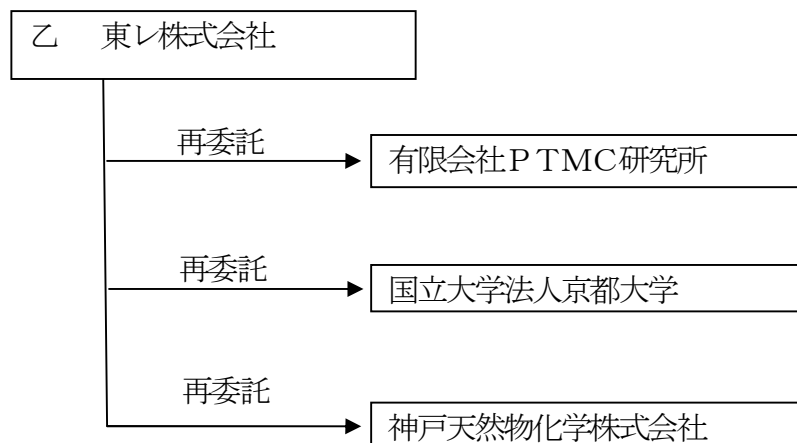 乙　東レ株式会社
再委託
有限会社ＰＴＭＣ研究所
再委託
国立大学法人京都大学
再委託
神戸天然物化学株式会社